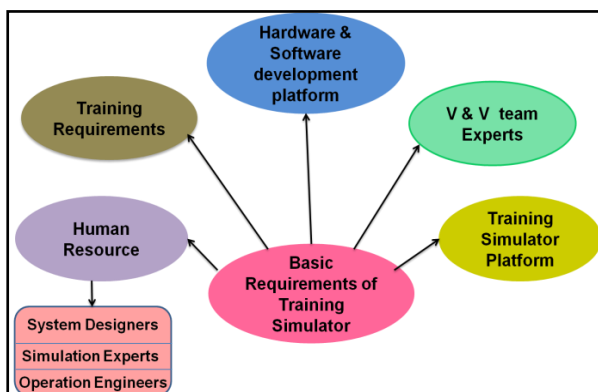 Hardware &
Software
development
platform
Training
Requirements
V & V team
Experts
Human
Resource
Training
Simulator
Platform
Basic
Requirements of
Training
Simulator
System Designers
Simulation Experts
Operation Engineers